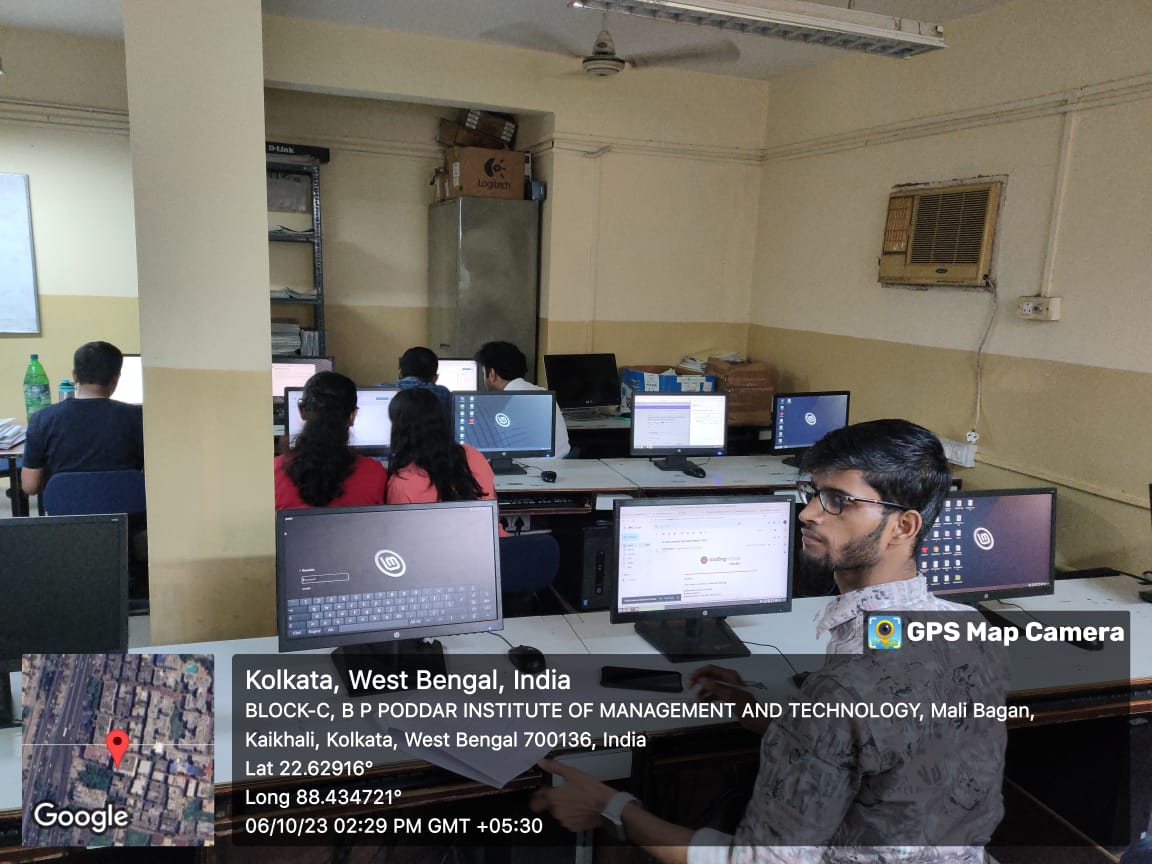 D-Link
Logitech
hp
GPS Map Camera
Kolkata, West Bengal, India
BLOCK-C, B P PODDAR INSTITUTE OF MANAGEMENT AND TECHNOLOGY, Mali Bagan,
Kaikhali, Kolkata, West Bengal 700136, India
Lat 22.62916°
Long 88.434721°
06/10/23 02:29 PM GMT +05:30
Google